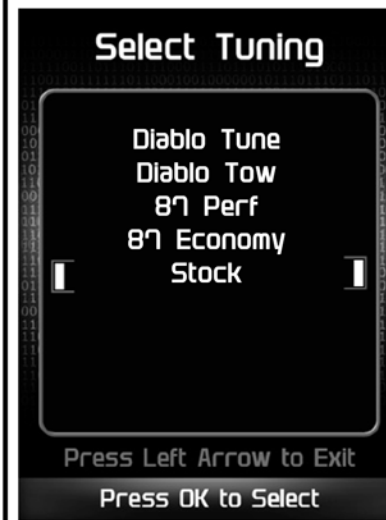 Select Tuning
Diablo Tune
Diablo Tow
87 Perf
87 Economy
Stock
Press Left Arrow to Exit
Press OK to Select